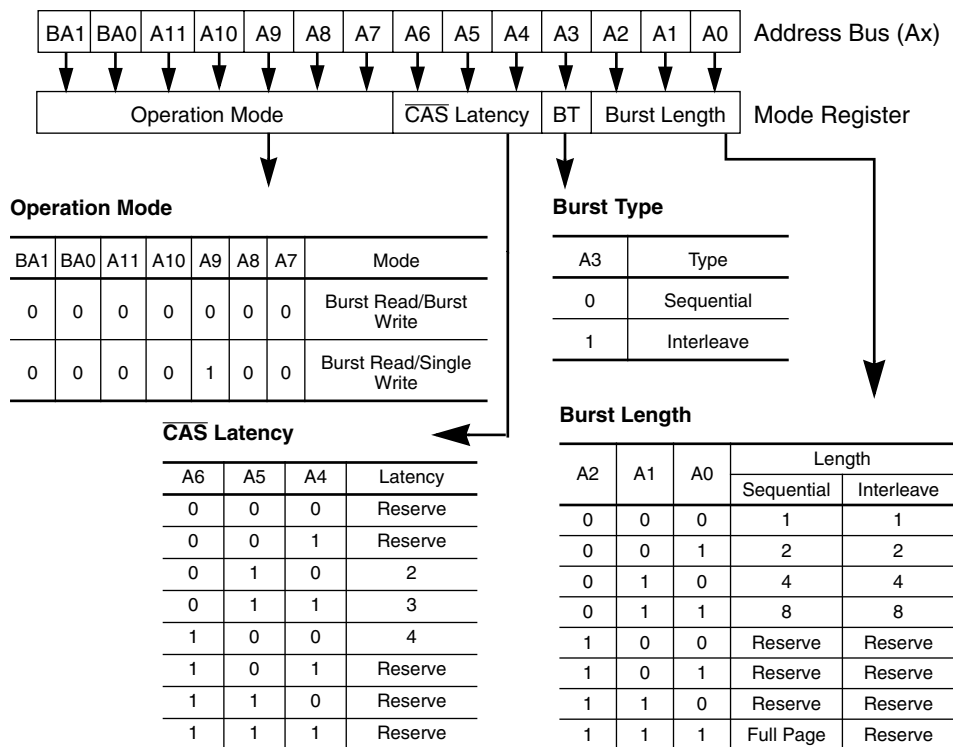 BA1 BA0 A11 A10 A9 A8 A7 A6 A5 A4 A3 A2 A1 A0 Address Bus (Ax)
Operation Mode CAS Latency BT Burst Length Mode Register
Operation Mode
BA1 BA0 A11 A10 A9 A8 A7 Mode
0 0 0 0 0 0 0 Burst Read/Burst
Write
0 0 0 0 1 0 0 Burst Read/Single
Write
Burst Type
A3 Type
0 Sequential
1 Interleave
CAS Latency
A6 A5 A4 Latency
0 0 0 Reserve
0 0 1 Reserve
0 1 0 2
0 1 1 3
1 0 0 4
1 0 1 Reserve
1 1 0 Reserve
1 1 1 Reserve
Burst Length
A2 A1 A0 Length
Sequential Interleave
0 0 0 1 1
0 0 1 2 2
0 1 0 4 4
0 1 1 8 8
1 0 0 Reserve Reserve
1 0 1 Reserve Reserve
1 1 0 Reserve Reserve
1 1 1 Full Page Reserve